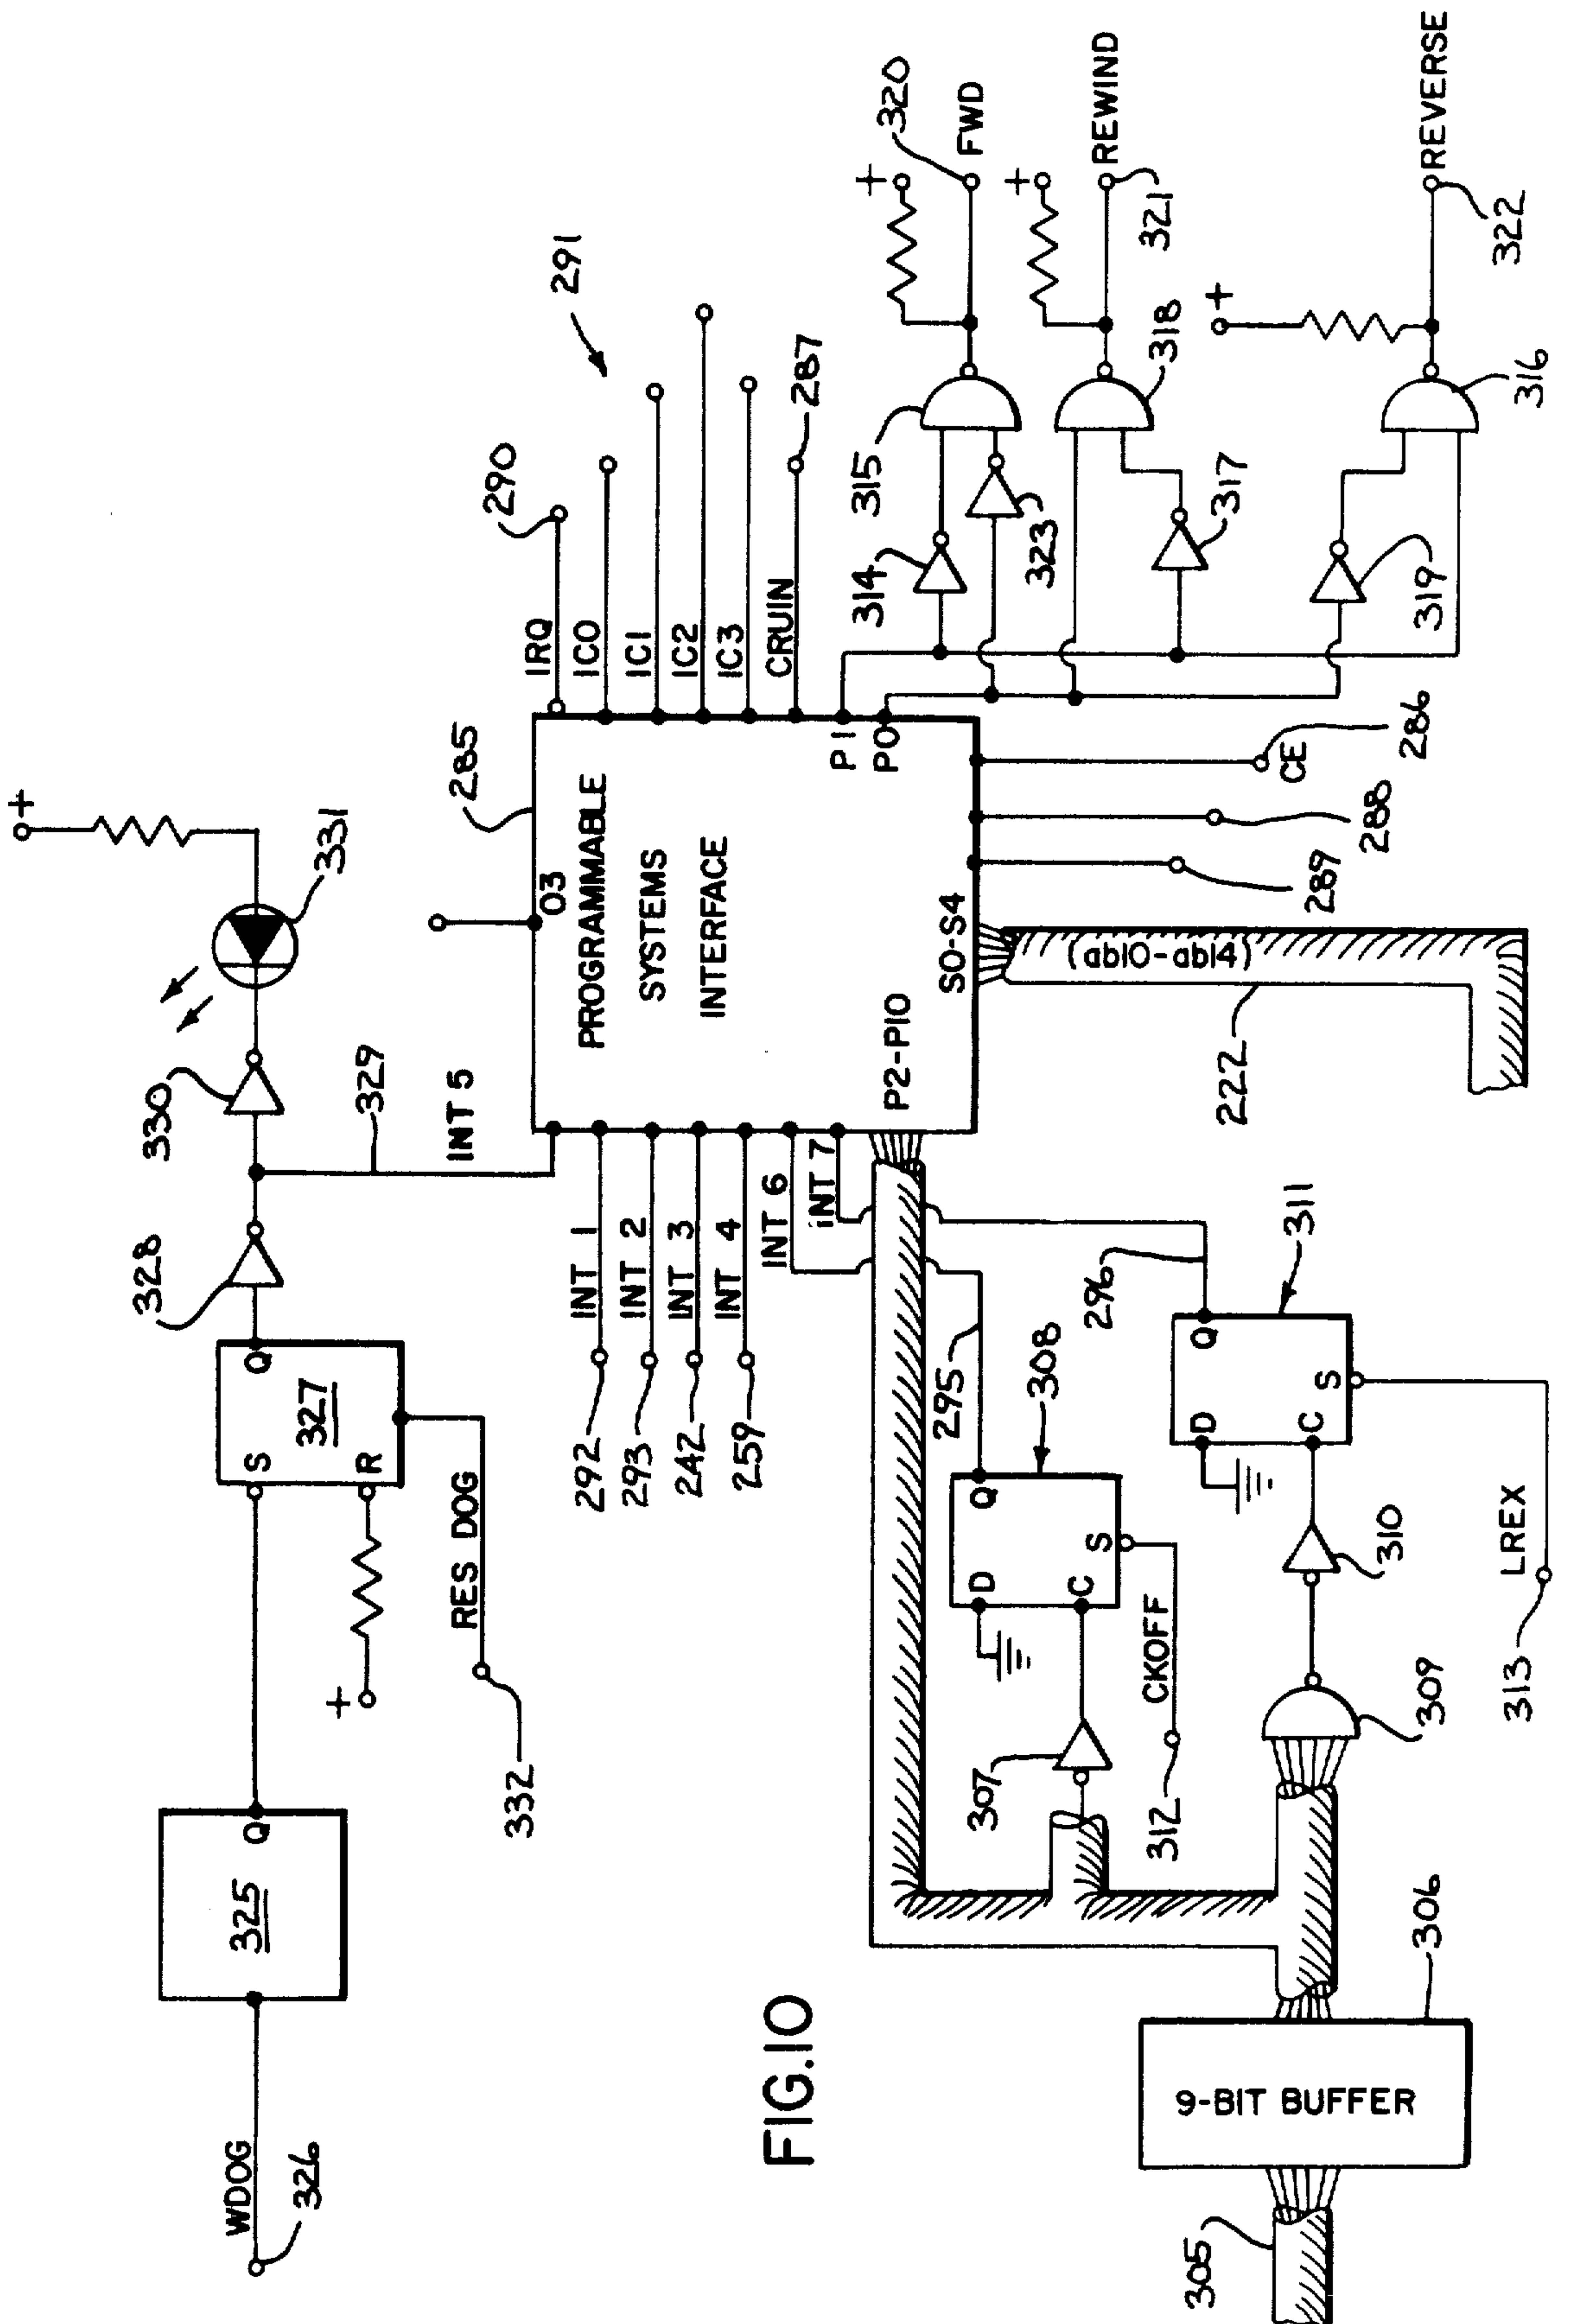 WDOG
326
325
Q
S
327
R
Q
+
RES DOG
332
328
330
329
INT 5
331
+
285
03
PROGRAMMABLE
SYSTEMS
INTERFACE
IRQ
290
IC0
IC1
IC2
IC3
CRUIN
287
291
292
INT 1
293
INT 2
242
INT 3
259
INT 4
INT 6
INT 7
P2-P10
S0-S4
P1
P0
CE
286
288
289
(ab10-ab14)
222
314
315
323
318
317
319
316
+
320
FWD
+
REWIND
321
+
REVERSE
322
295
308
D
Q
C
S
307
CKOFF
312
296
311
D
Q
C
S
310
309
LREX
313
305
9-BIT BUFFER
306
FIG.10